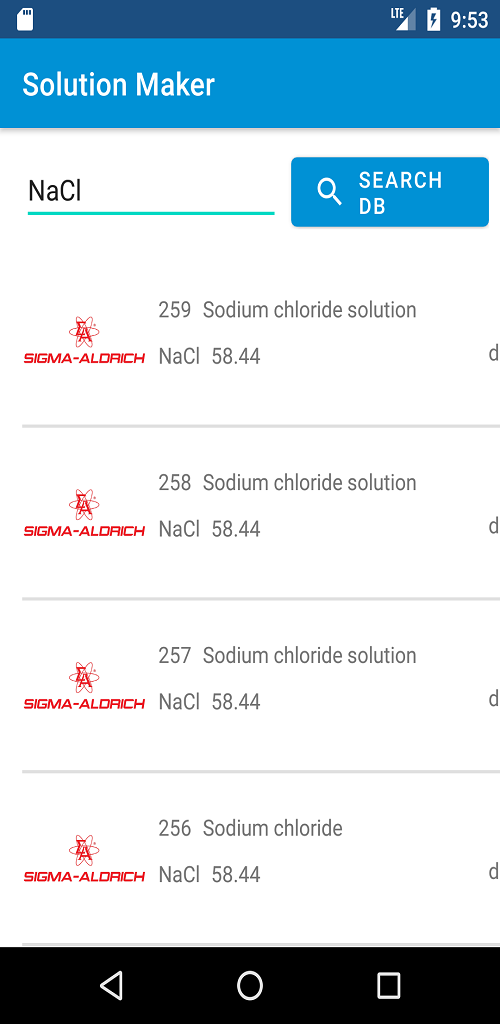 LTE 9:53
Solution Maker
NaCl
SEARCH
DB
259 Sodium chloride solution
SIGMA-ALDRICH
NaCl 58.44
d
258 Sodium chloride solution
SIGMA-ALDRICH
NaCl 58.44
d
257 Sodium chloride solution
SIGMA-ALDRICH
NaCl 58.44
d
256 Sodium chloride
SIGMA-ALDRICH
NaCl 58.44
d